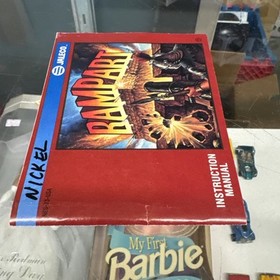 JALECO
RAMPART
NICKEL
INSTRUCTION
MANUAL
My First
Barbie